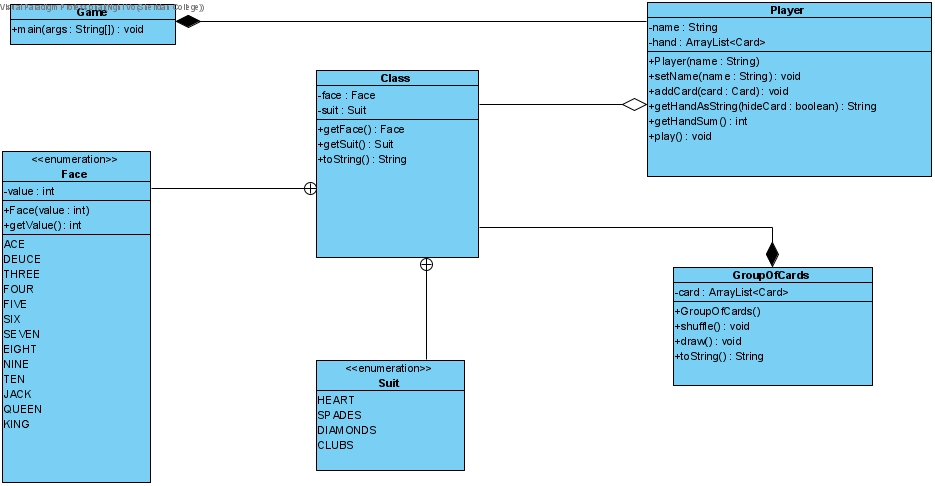 Game
+main(args : String[]) : void
Player
-name : String
-hand : ArrayList<Card>
+Player(name : String)
+setName(name : String) : void
+addCard(card : Card) : void
+getHandAsString(hideCard : boolean) : String
+getHandSum() : int
+play() : void
Class
-face : Face
-suit : Suit
+getFace() : Face
+getSuit() : Suit
+toString() : String
<<enumeration>>
Face
-value : int
+Face(value : int)
+getValue() : int
ACE
DEUCE
THREE
FOUR
FIVE
SIX
SEVEN
EIGHT
NINE
TEN
JACK
QUEEN
KING
GroupOfCards
-card : ArrayList<Card>
+GroupOfCards()
+shuffle() : void
+draw() : void
+toString() : String
<<enumeration>>
Suit
HEART
SPADES
DIAMONDS
CLUBS